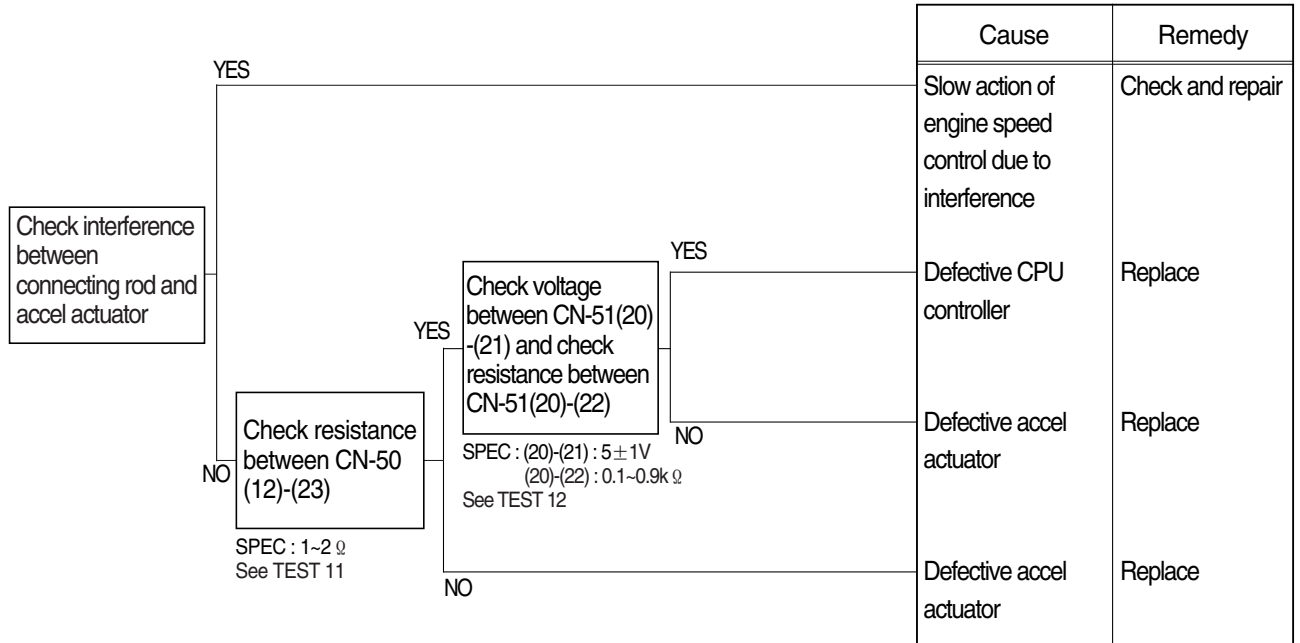 Cause
Remedy
YES
Slow action of
engine speed
control due to
interference
Check and repair
Check interference
between
connecting rod and
accel actuator
YES
Defective CPU
controller
Replace
YES
Check voltage
between CN-51(20)
-(21) and check
resistance between
CN-51(20)-(22)
NO
SPEC : (20)-(21) : 5±1V
(20)-(22) : 0.1~0.9k Ω
See TEST 12
Defective accel
actuator
Replace
NO
Check resistance
between CN-50
(12)-(23)
SPEC : 1~2 Ω
See TEST 11
NO
Defective accel
actuator
Replace